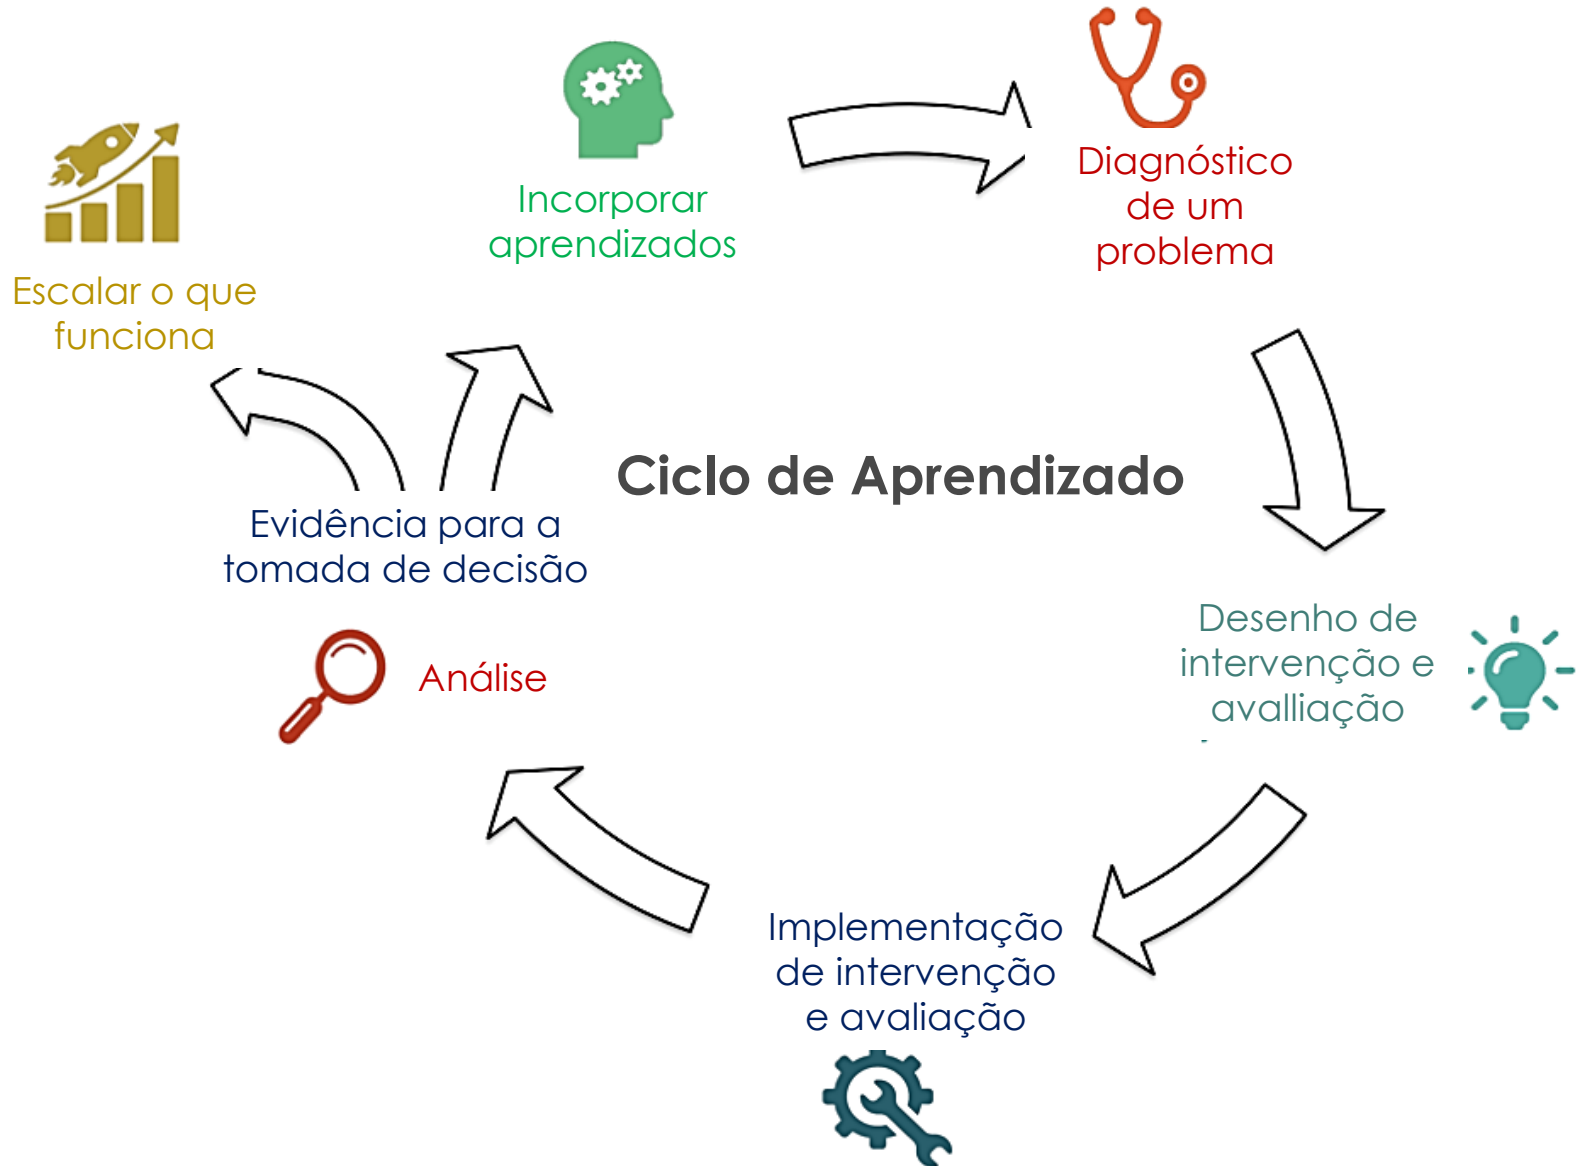 Incorporar
aprendizados
Diagnóstico
de um
problema
Escalar o que
funciona
Ciclo de Aprendizado
Evidência para a
tomada de decisão
Análise
Desenho de
intervenção e
avalliação
Implementação
de intervenção
e avaliação